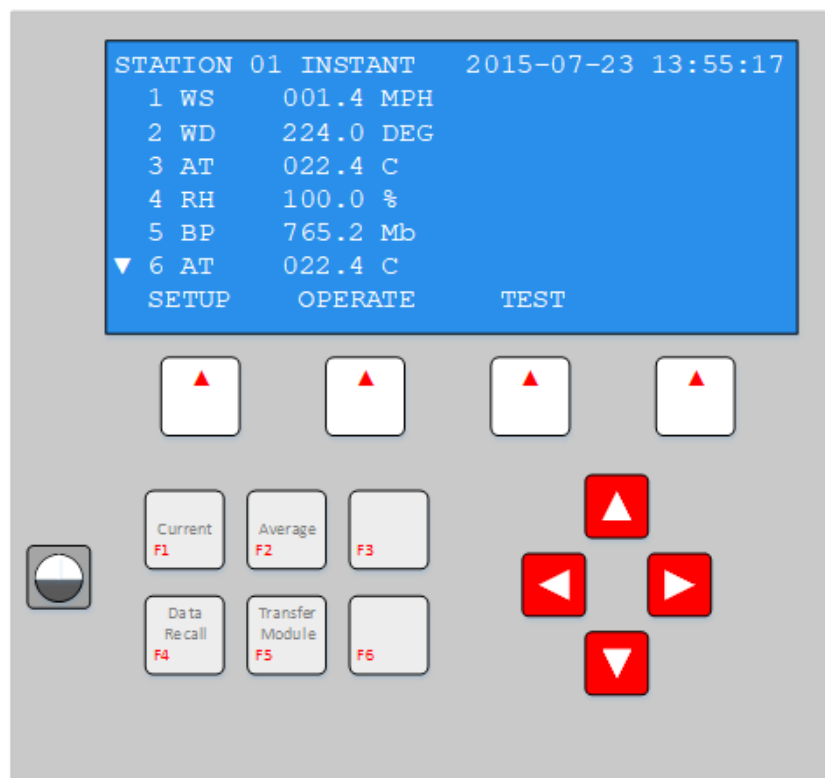 STATION 01 INSTANT 2015-07-23 13:55:17
1 WS 001.4 MPH
2 WD 224.0 DEG
3 AT 022.4 C
4 RH 100.0 %
5 BP 765.2 Mb
▼ 6 AT 022.4 C
SETUP OPERATE TEST
Current
F1
Average
F2
F3
Data
Recall
F4
Transfer
Module
F5
F6